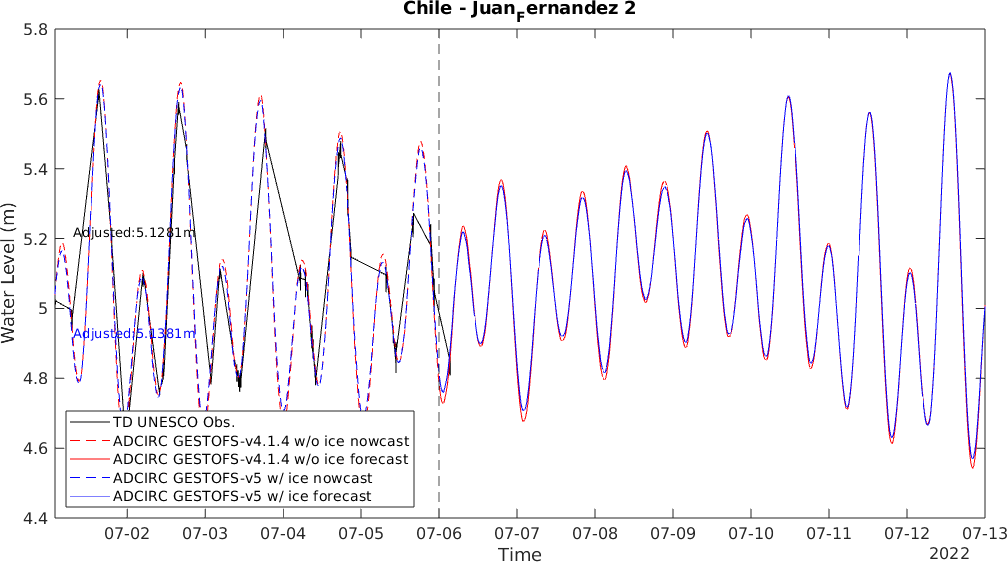 Chile - JuanFernandez 2
Water Level (m)
5.8
5.6
5.4
5.2
5
4.8
4.6
4.4
Adjusted:5.1281m
Adjusted:5.1381m
TD UNESCO Obs.
ADCIRC GESTOFS-v4.1.4 w/o ice nowcast
ADCIRC GESTOFS-v4.1.4 w/o ice forecast
ADCIRC GESTOFS-v5 w/ ice nowcast
ADCIRC GESTOFS-v5 w/ ice forecast
07-02 07-03 07-04 07-05 07-06 07-07 07-08 07-09 07-10 07-11 07-12 07-13
Time
2022